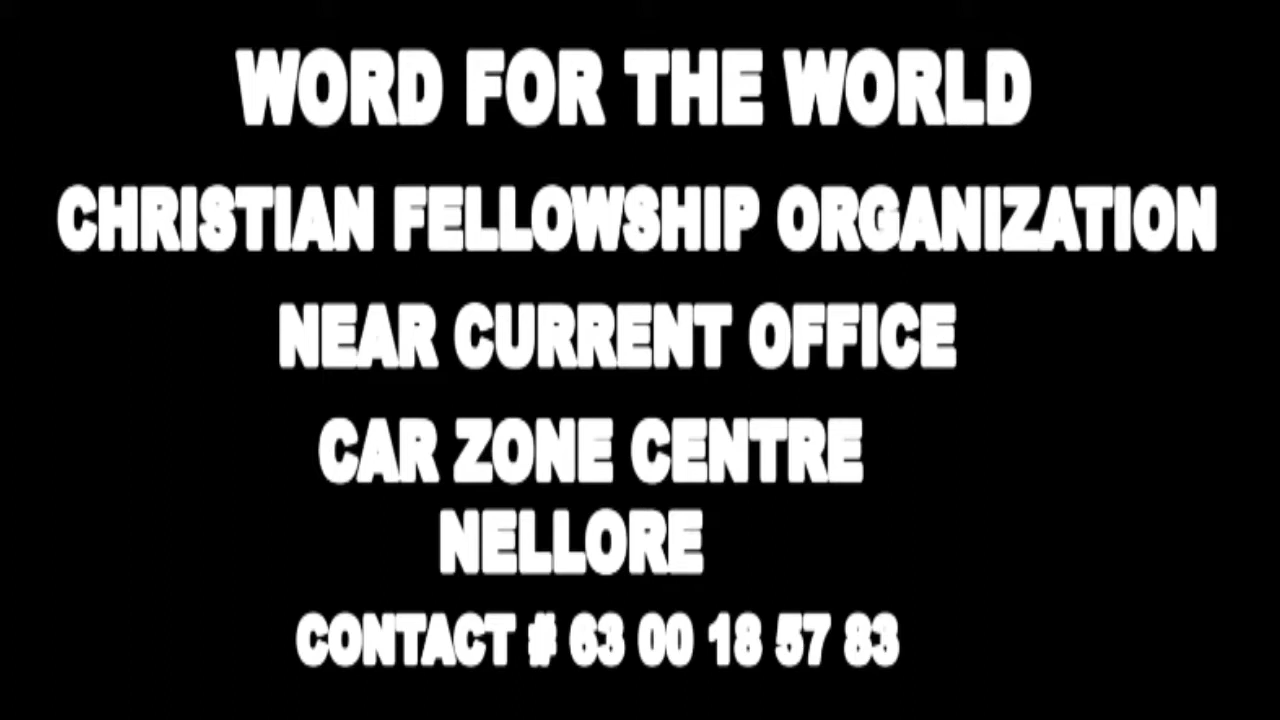 WORD FOR THE WORLD
CHRISTIAN FELLOWSHIP ORGANIZATION
NEAR CURRENT OFFICE
CAR ZONE CENTRE
NELLORE
CONTACT # 63 00 18 57 83